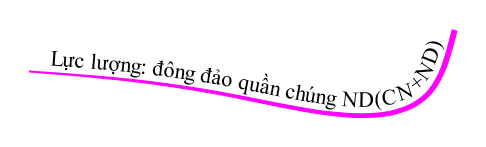 Lực lượng: đông đảo quần chúng ND(CN+ND)